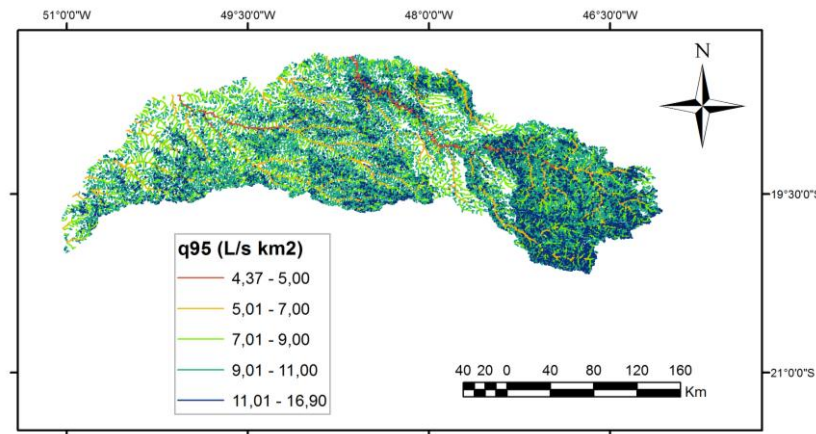 51°0'0"W 49°30'0"W 48°0'0"W 46°30'0"W
N
19°30'0"S
q95 (L/s km2)
4,37 - 5,00
5,01 - 7,00
7,01 - 9,00
9,01 - 11,00
11,01 - 16,90
21°0'0"S
40 20 0 40 80 120 160
Km